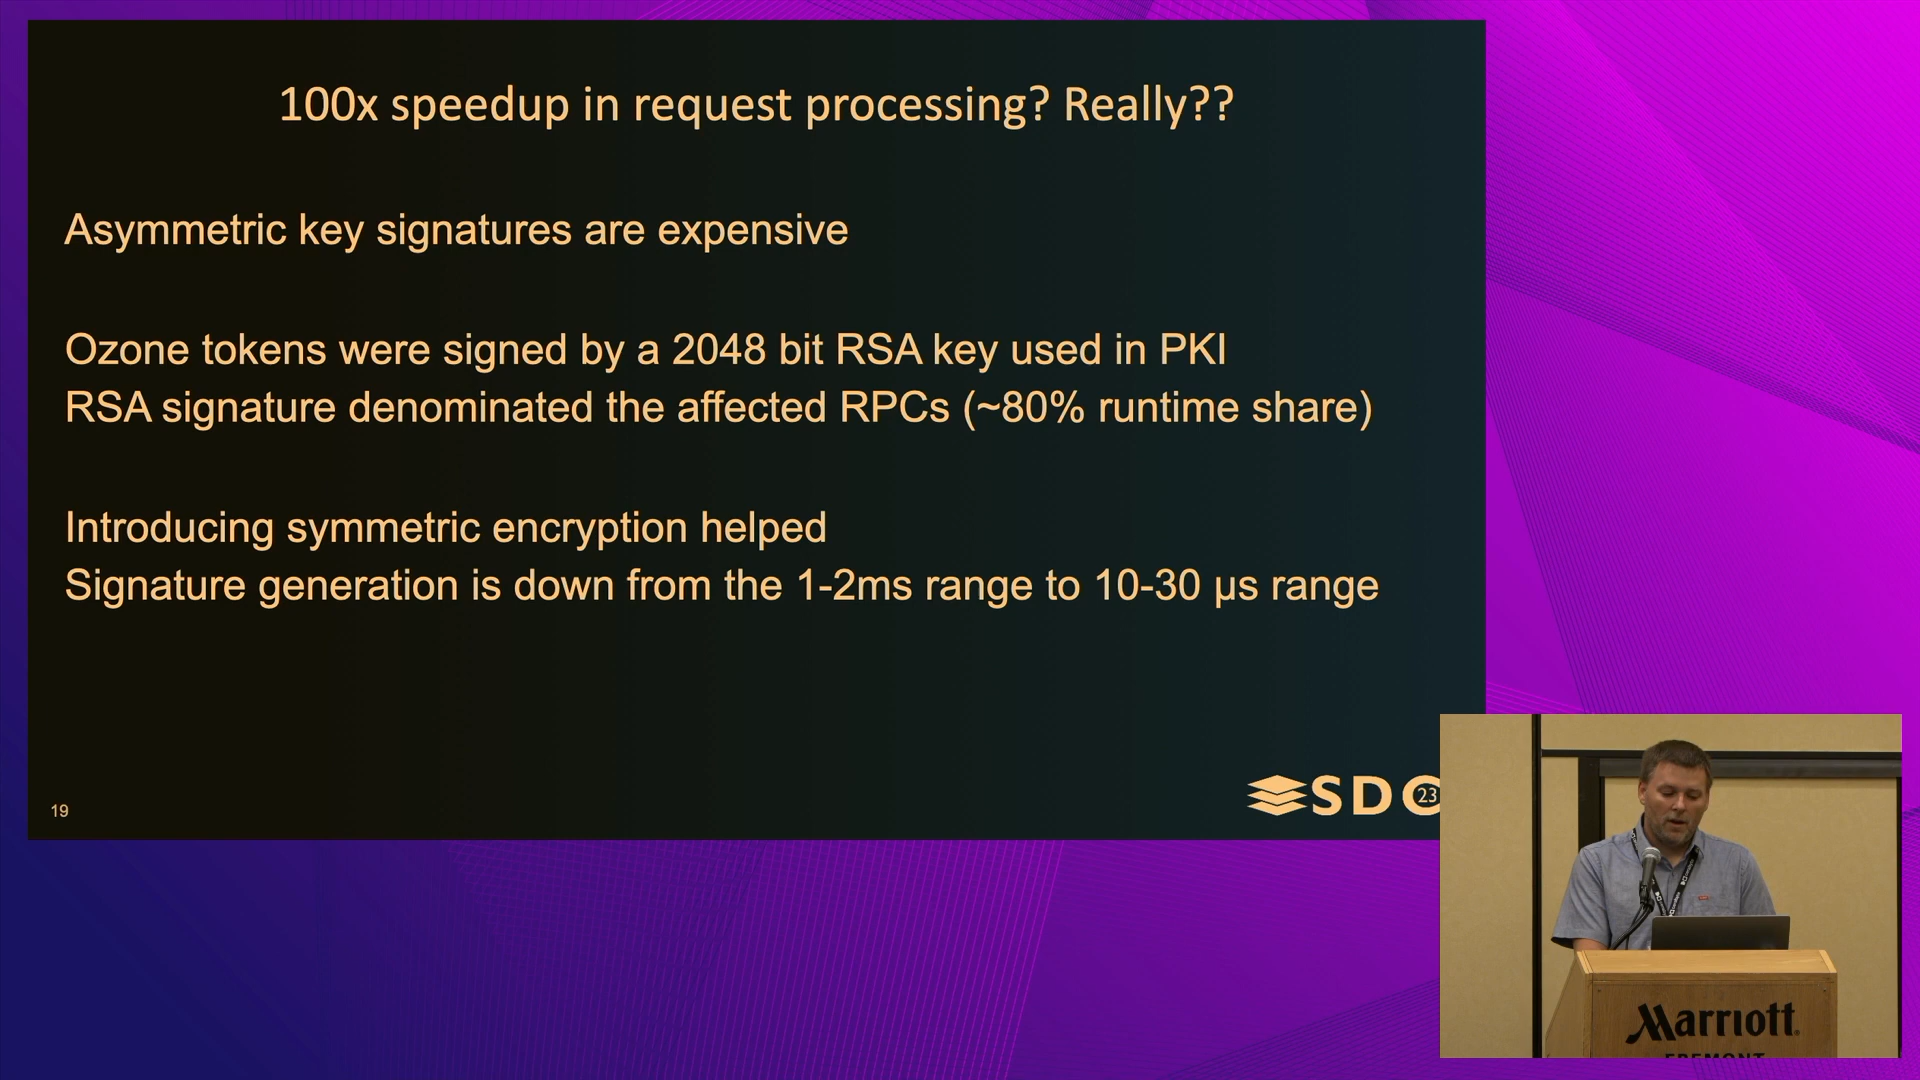 100x speedup in request processing? Really??
Asymmetric key signatures are expensive
Ozone tokens were signed by a 2048 bit RSA key used in PKI
RSA signature denominated the affected RPCs (~80% runtime share)
Introducing symmetric encryption helped
Signature generation is down from the 1-2ms range to 10-30 µs range
19
SDC
23
Marriott
FREMONT